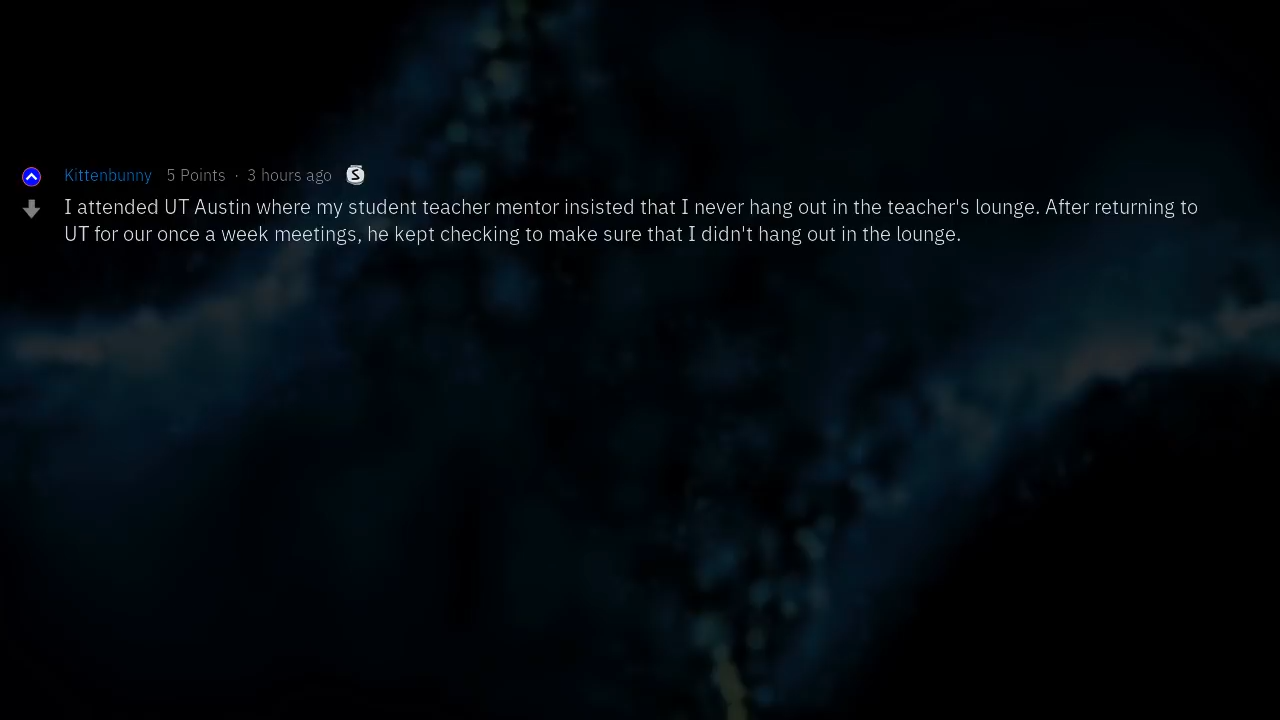 Kittenbunny 5 Points · 3 hours ago
I attended UT Austin where my student teacher mentor insisted that I never hang out in the teacher's lounge. After returning to
UT for our once a week meetings, he kept checking to make sure that I didn't hang out in the lounge.